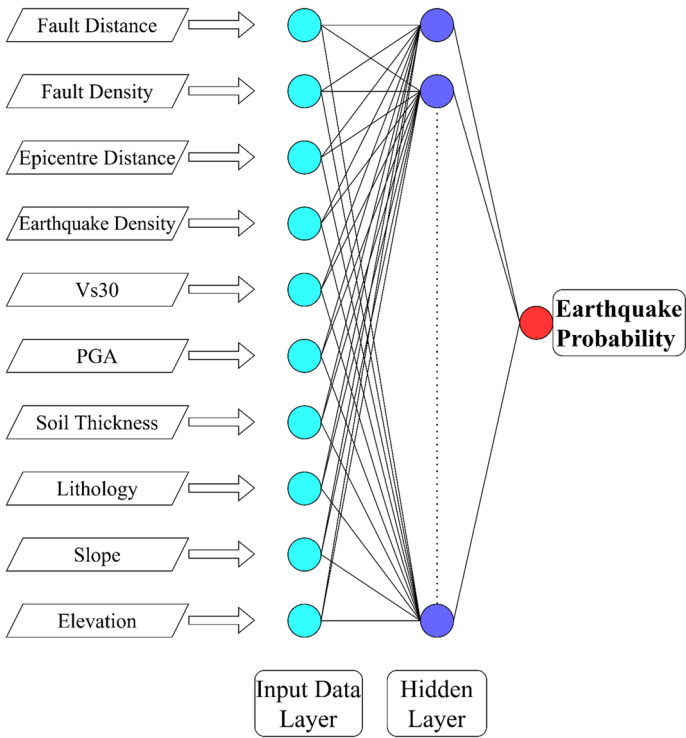 Fault Distance
Fault Density
Epicentre Distance
Earthquake Density
Vs30
PGA
Soil Thickness
Lithology
Slope
Elevation
Earthquake
Probability
Input Data
Layer
Hidden
Layer